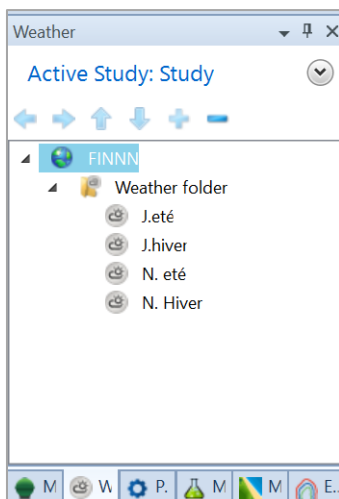 Weather
Active Study: Study
FINNN
Weather folder
J.eté
J.hiver
N. eté
N. Hiver
M W P. M M E..